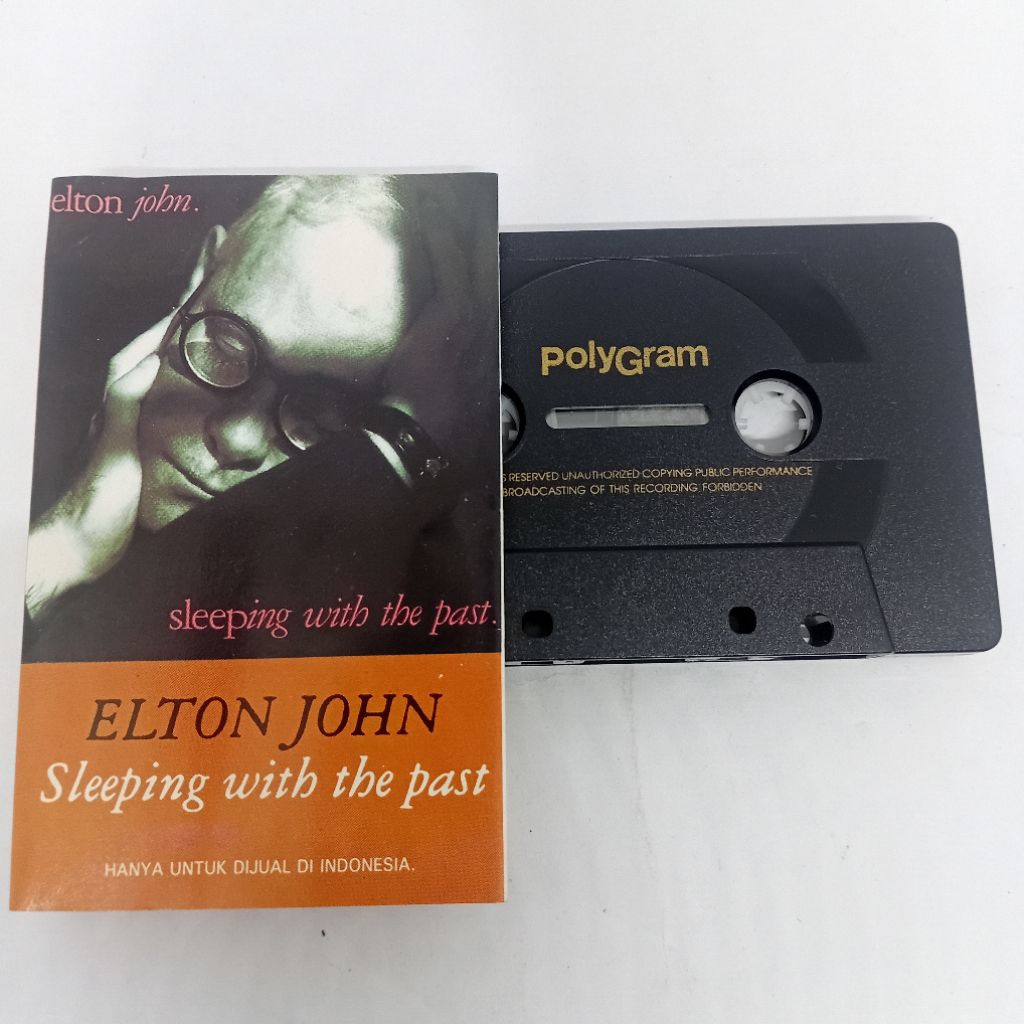 elton john.
sleeping with the past.
ELTON JOHN
Sleeping with the past
HANYA UNTUK DIJUAL DI INDONESIA.
PolyGram
RESERVED UNAUTHORIZED COPYING PUBLIC PERFORMANCE
BROADCASTING OF THIS RECORDING FORBIDDEN